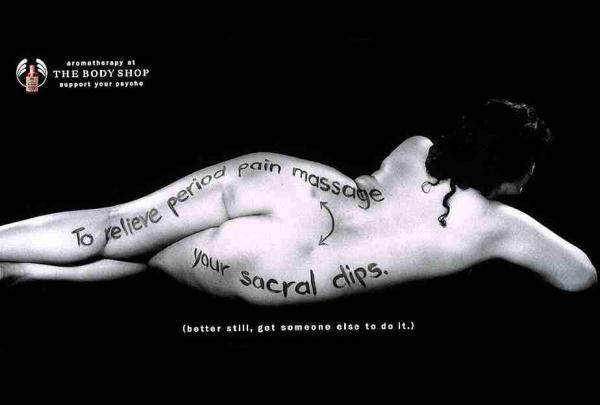 aromatherapy at
THE BODY SHOP
support your psycho
To relieve period pain massage
your sacral dips.
(better still, get someone else to do it.)